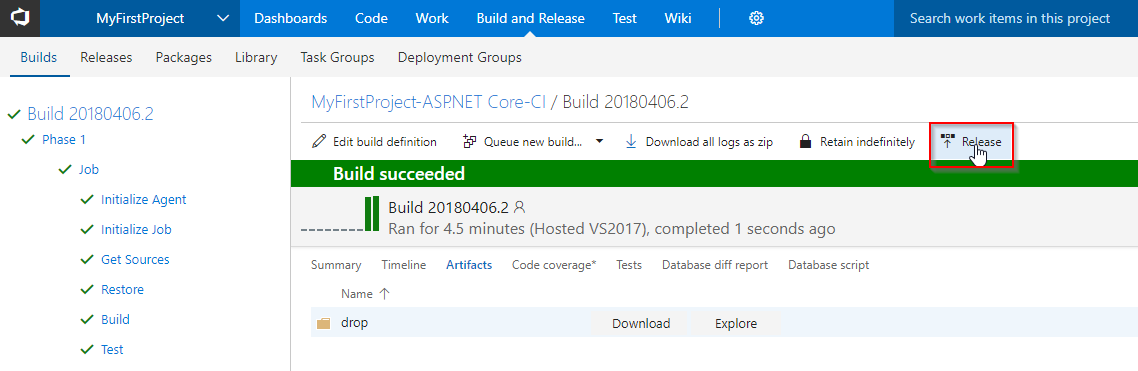 MyFirstProject Dashboards Code Work Build and Release Test Wiki Search work items in this project
Builds Releases Packages Library Task Groups Deployment Groups
Build 20180406.2
Phase 1
Job
Initialize Agent
Initialize Job
Get Sources
Restore
Build
Test
MyFirstProject-ASPNET Core-CI / Build 20180406.2
Edit build definition Queue new build... Download all logs as zip Retain indefinitely Release
Build succeeded
Build 20180406.2
Ran for 4.5 minutes (Hosted VS2017), completed 1 seconds ago
Summary Timeline Artifacts Code coverage* Tests Database diff report Database script
Name
drop Download Explore